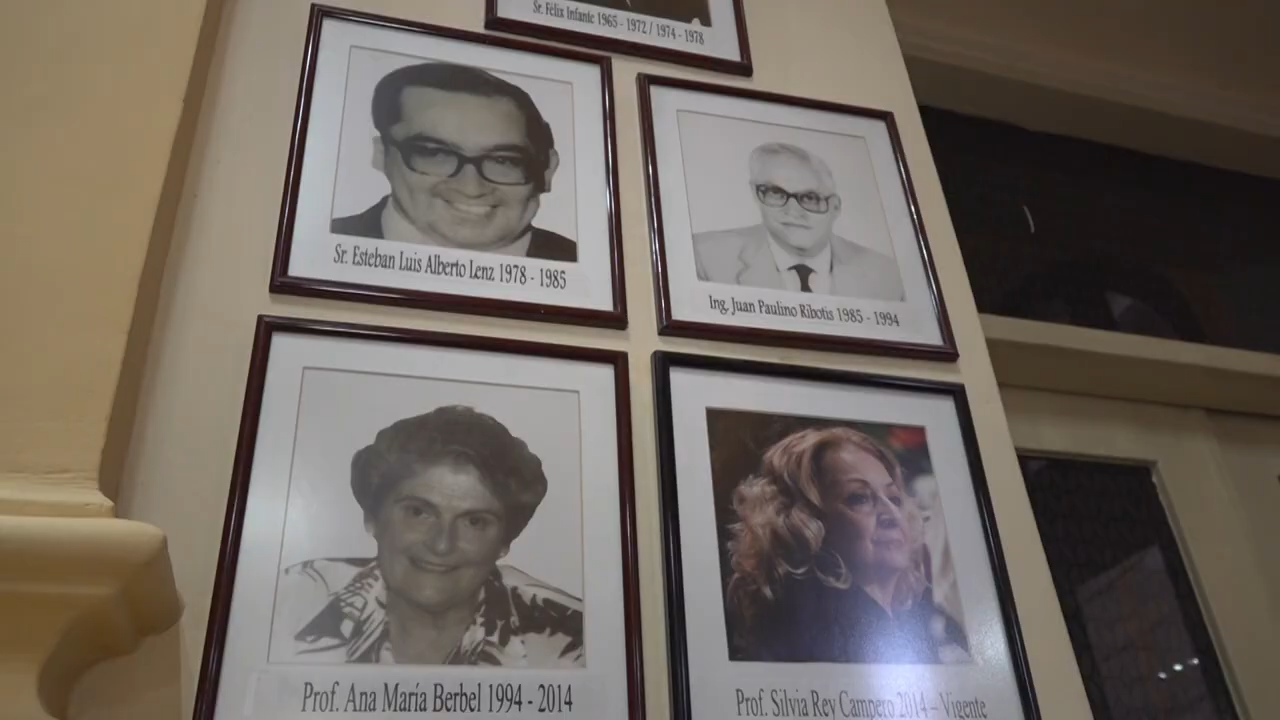 Sr. Félix Infante 1965 - 1972 / 1974 - 1978
Sr. Esteban Luis Alberto Lenz 1978 - 1985
Ing. Juan Paulino Ribotis 1985 - 1994
Prof. Ana María Berbel 1994 - 2014
Prof. Silvia Rey Campero 2014 – Vigente